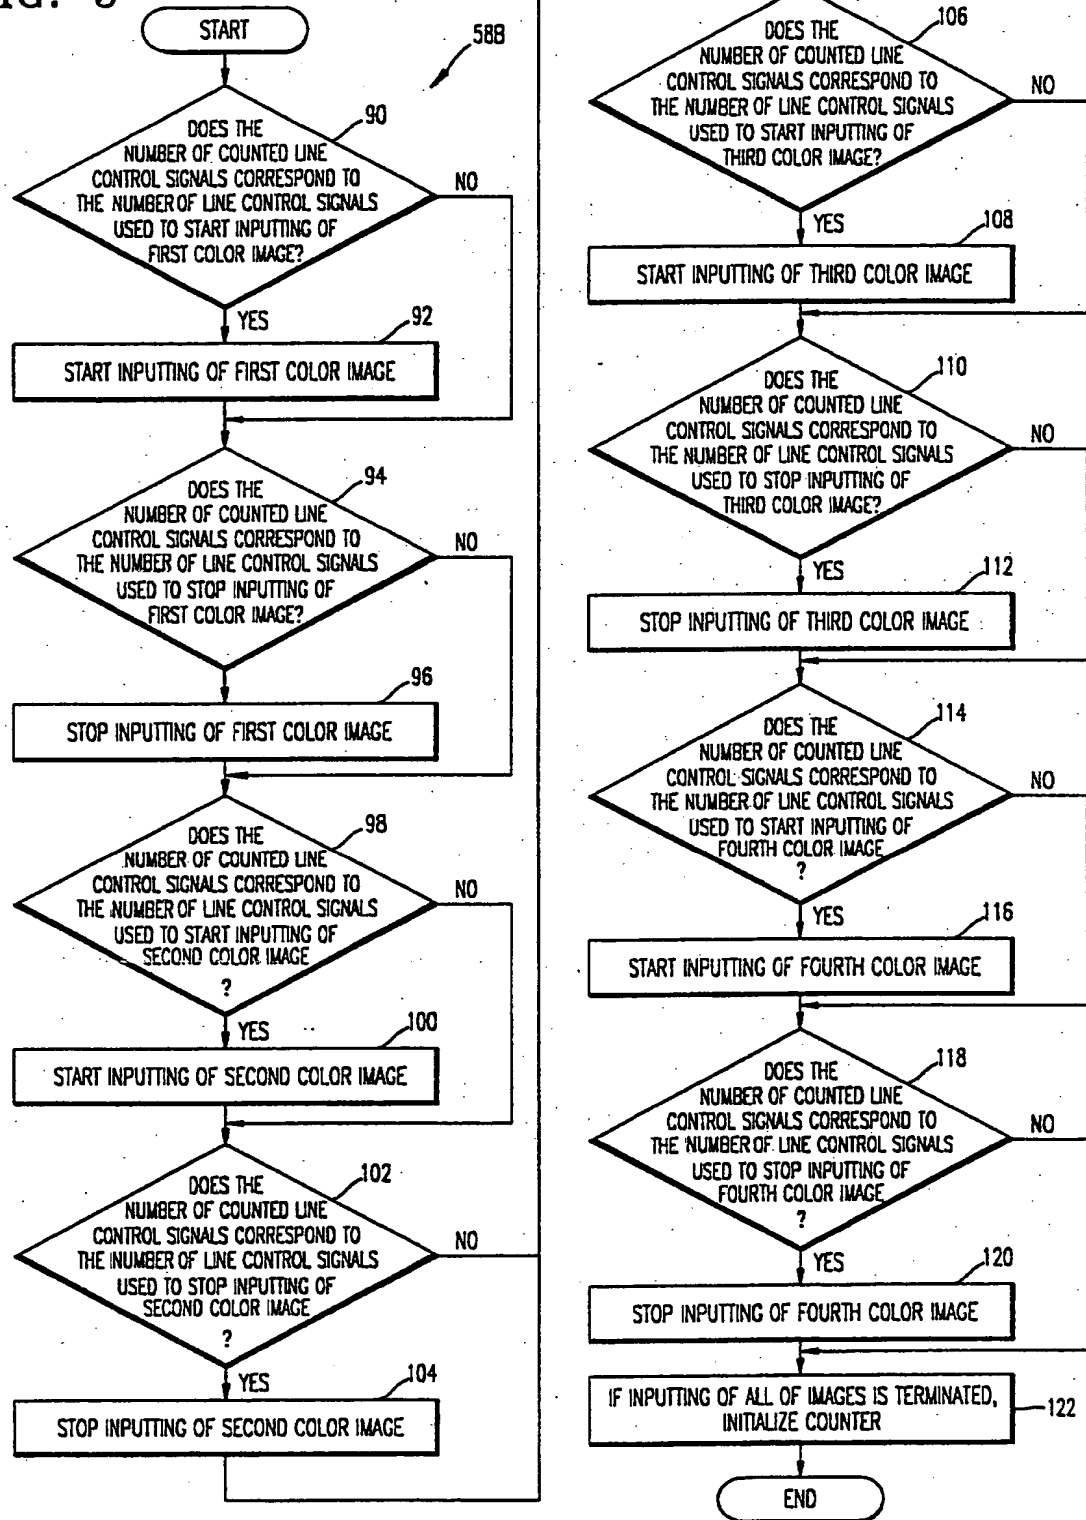 START
58B
90
DOES THE
NUMBER OF COUNTED LINE
CONTROL SIGNALS CORRESPOND TO
THE NUMBER OF LINE CONTROL SIGNALS
USED TO START INPUTTING OF
FIRST COLOR IMAGE?
NO
YES
92
START INPUTTING OF FIRST COLOR IMAGE
94
DOES THE
NUMBER OF COUNTED LINE
CONTROL SIGNALS CORRESPOND TO
THE NUMBER OF LINE CONTROL SIGNALS
USED TO STOP INPUTTING OF
FIRST COLOR IMAGE?
NO
96
STOP INPUTTING OF FIRST COLOR IMAGE
98
DOES THE
NUMBER OF COUNTED LINE
CONTROL SIGNALS CORRESPOND TO
THE NUMBER OF LINE CONTROL SIGNALS
USED TO START INPUTTING OF
SECOND COLOR IMAGE
?
NO
YES
100
START INPUTTING OF SECOND COLOR IMAGE
102
DOES THE
NUMBER OF COUNTED LINE
CONTROL SIGNALS CORRESPOND TO
THE NUMBER OF LINE CONTROL SIGNALS
USED TO STOP INPUTTING OF
SECOND COLOR IMAGE
?
NO
YES
104
STOP INPUTTING OF SECOND COLOR IMAGE
106
DOES THE
NUMBER OF COUNTED LINE
CONTROL SIGNALS CORRESPOND TO
THE NUMBER OF LINE CONTROL SIGNALS
USED TO START INPUTTING OF
THIRD COLOR IMAGE?
NO
YES
108
START INPUTTING OF THIRD COLOR IMAGE
110
DOES THE
NUMBER OF COUNTED LINE
CONTROL SIGNALS CORRESPOND TO
THE NUMBER OF LINE CONTROL SIGNALS
USED TO STOP INPUTTING OF
THIRD COLOR IMAGE?
NO
YES
112
STOP INPUTTING OF THIRD COLOR IMAGE
114
DOES THE
NUMBER OF COUNTED LINE
CONTROL SIGNALS CORRESPOND TO
THE NUMBER OF LINE CONTROL SIGNALS
USED TO START INPUTTING OF
FOURTH COLOR IMAGE
?
NO
YES
116
START INPUTTING OF FOURTH COLOR IMAGE
118
DOES THE
NUMBER OF COUNTED LINE
CONTROL SIGNALS CORRESPOND TO
THE NUMBER OF LINE CONTROL SIGNALS
USED TO STOP INPUTTING OF
FOURTH COLOR IMAGE
?
NO
YES
120
STOP INPUTTING OF FOURTH COLOR IMAGE
IF INPUTTING OF ALL OF IMAGES IS TERMINATED,
INITIALIZE COUNTER
122
END